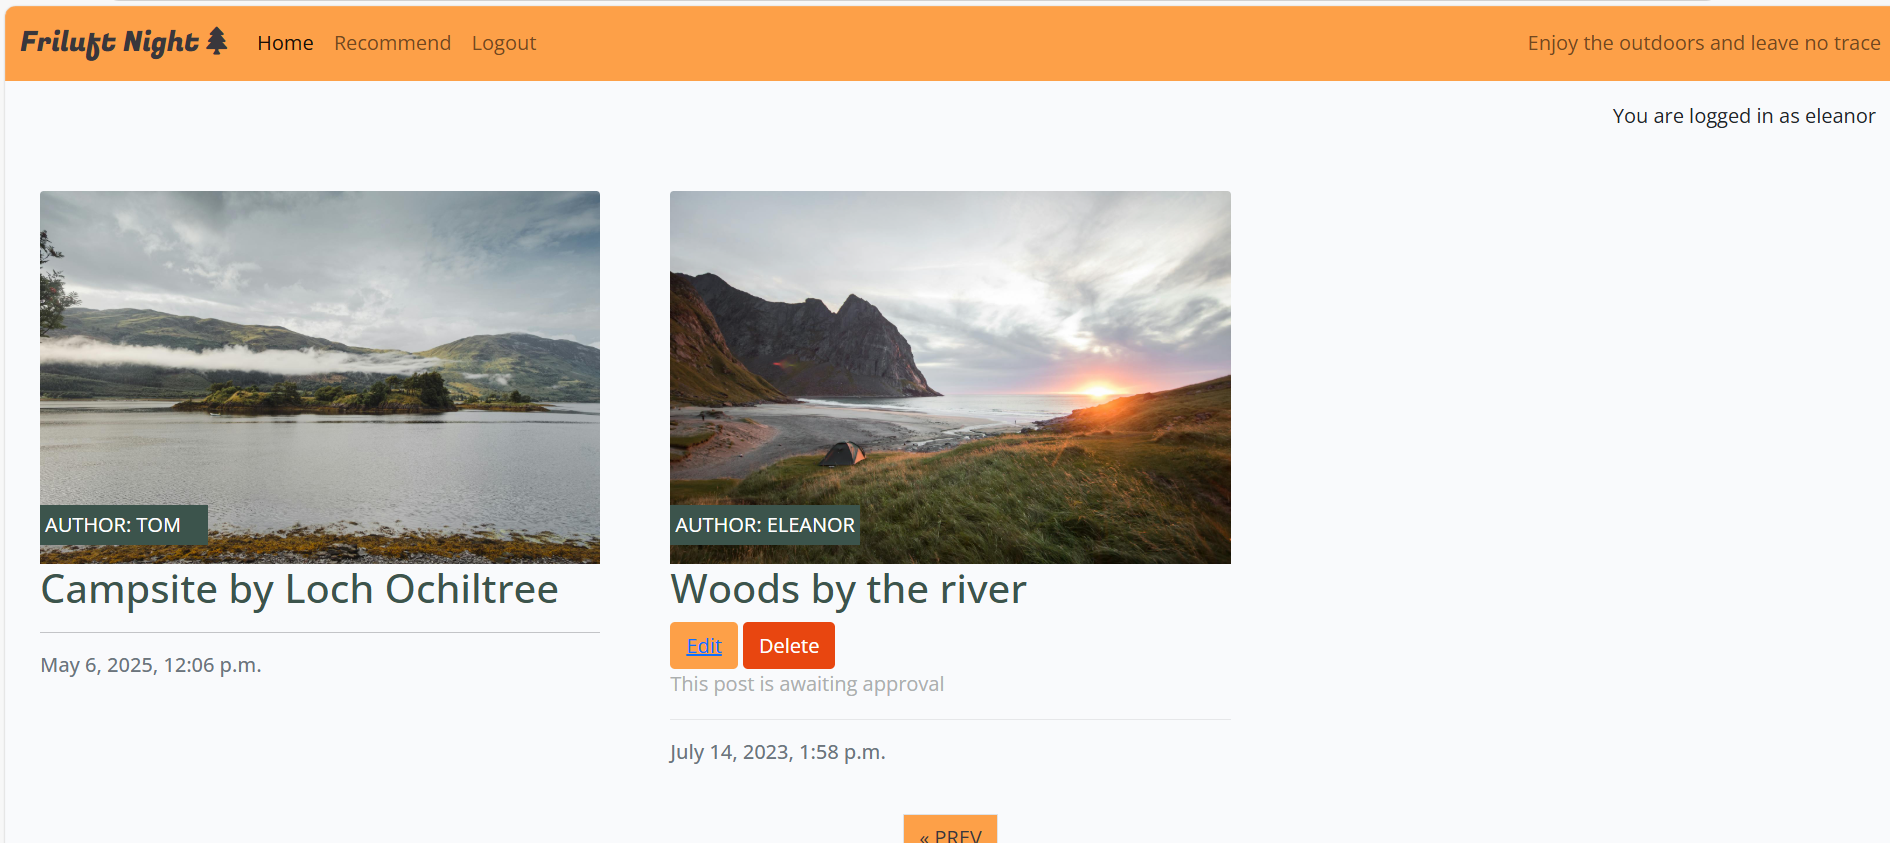 Friluft Night Home Recommend Logout Enjoy the outdoors and leave no trace
You are logged in as eleanor
AUTHOR: TOM
Campsite by Loch Ochiltree
May 6, 2025, 12:06 p.m.
AUTHOR: ELEANOR
Woods by the river
Edit Delete
This post is awaiting approval
July 14, 2023, 1:58 p.m.
« PREV